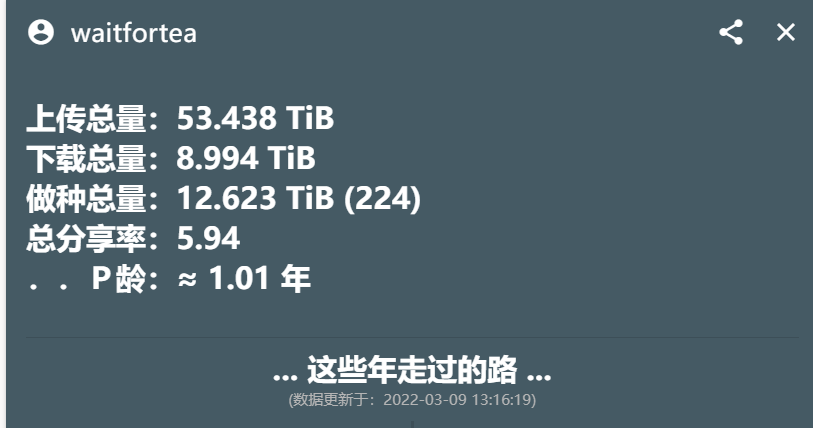 waitfortea
上传总量：53.438 TiB
下载总量：8.994 TiB
做种总量：12.623 TiB (224)
总分享率：5.94
．．P龄：≈ 1.01 年
... 这些年走过的路 ...
(数据更新于：2022-03-09 13:16:19)